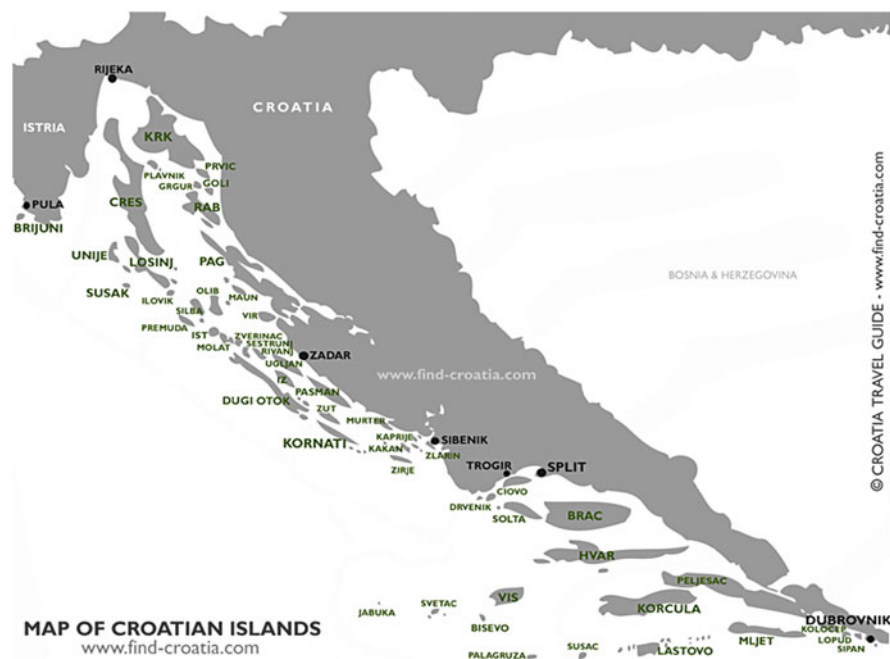 RIJEKA
CROATIA
ISTRIA
KRK
PRVIC
PLAVNIK
GRGUR
GOLI
PULA
CRES
RAB
BRIJUNI
UNIJE
LOSINJ
PAG
BOSNIA & HERZEGOVINA
SUSAK
ILOVIK
OLIB
MAUN
SILBA
VIR
PREMUDA
IST
ZVERINAC
SESTRUNJ
MOLAT
RIVANJ
ZADAR
UGLJAN
www.find-croatia.com
IZ
PASMAN
DUGI OTOK
ZUT
MURTER
KORNATI
KAPRIJE
SIBENIK
KAKAN
ZLARIN
ZIRJE
TROGIR
SPLIT
CIOVO
DRVENIK
SOLTA
BRAC
HVAR
PELJESAC
VIS
SVETAC
JABUKA
KORCULA
BISEVO
DUBROVNIK
KOLOCEP
LOPUD
SIPAN
MLJET
SUSAC
LASTOVO
PALAGRUZA
MAP OF CROATIAN ISLANDS
www.find-croatia.com
© CROATIA TRAVEL GUIDE - www.find-croatia.com